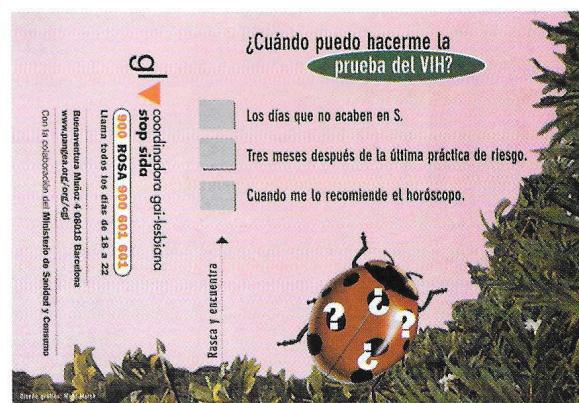 ¿Cuándo puedo hacerme la
prueba del VIH?
Los días que no acaben en S.
Tres meses después de la última práctica de riesgo.
Cuando me lo recomiende el horóscopo.
Rasca y encuentra
gl
coordinadora gai-lesbiana
stop sida
900 ROSA 900 601 601
Llama todos los días de 18 a 22
Buenaventura Muñoz 4 08018 Barcelona
www.pangea.org/org/cgl
Con la colaboración del Ministerio de Sanidad y Consumo
? ? ? ?
Diseño gráfico: